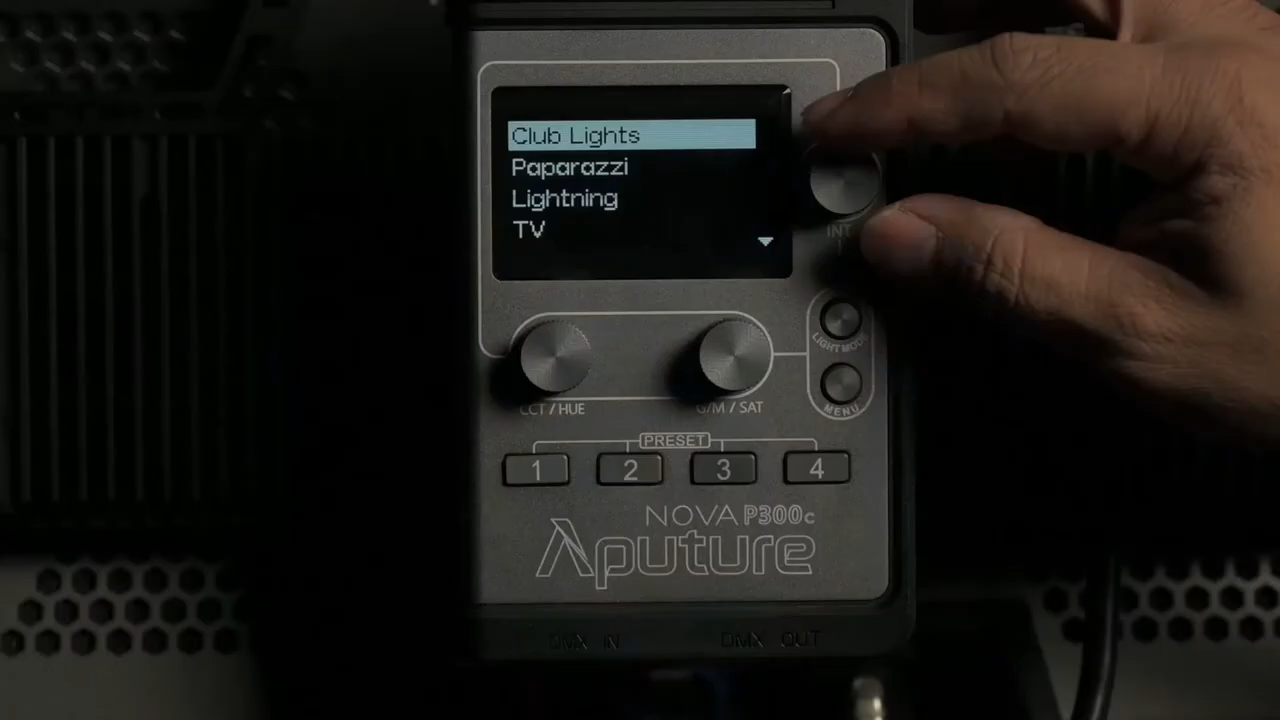 Club Lights
Paparazzi
Lightning
TV
INT
LIGHT MODE
MENU
CCT / HUE
G/M / SAT
PRESET
1 2 3 4
NOVA P300c
Aputure
DMX IN
DMX OUT